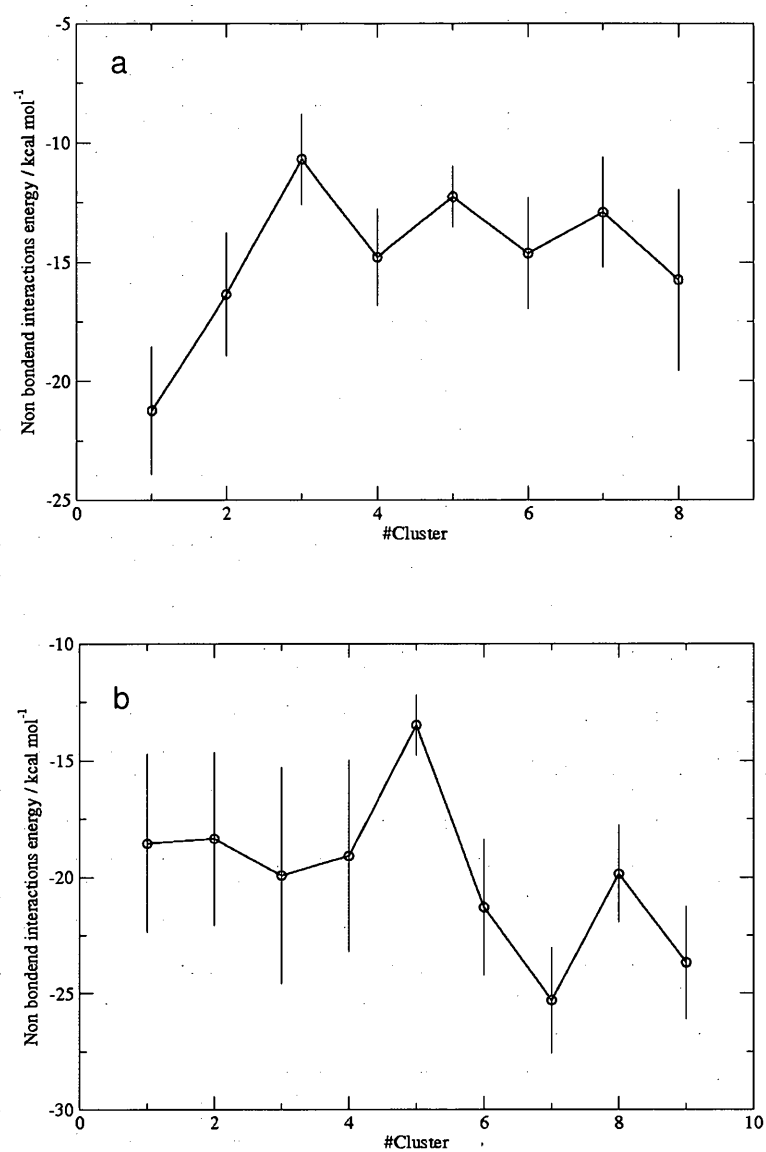 a
Non bondend interactions energy / kcal mol⁻¹
-5
-10
-15
-20
-25
0 2 4 6 8
#Cluster
b
Non bondend interactions energy / kcal mol⁻¹
-10
-15
-20
-25
-30
0 2 4 6 8 10
#Cluster